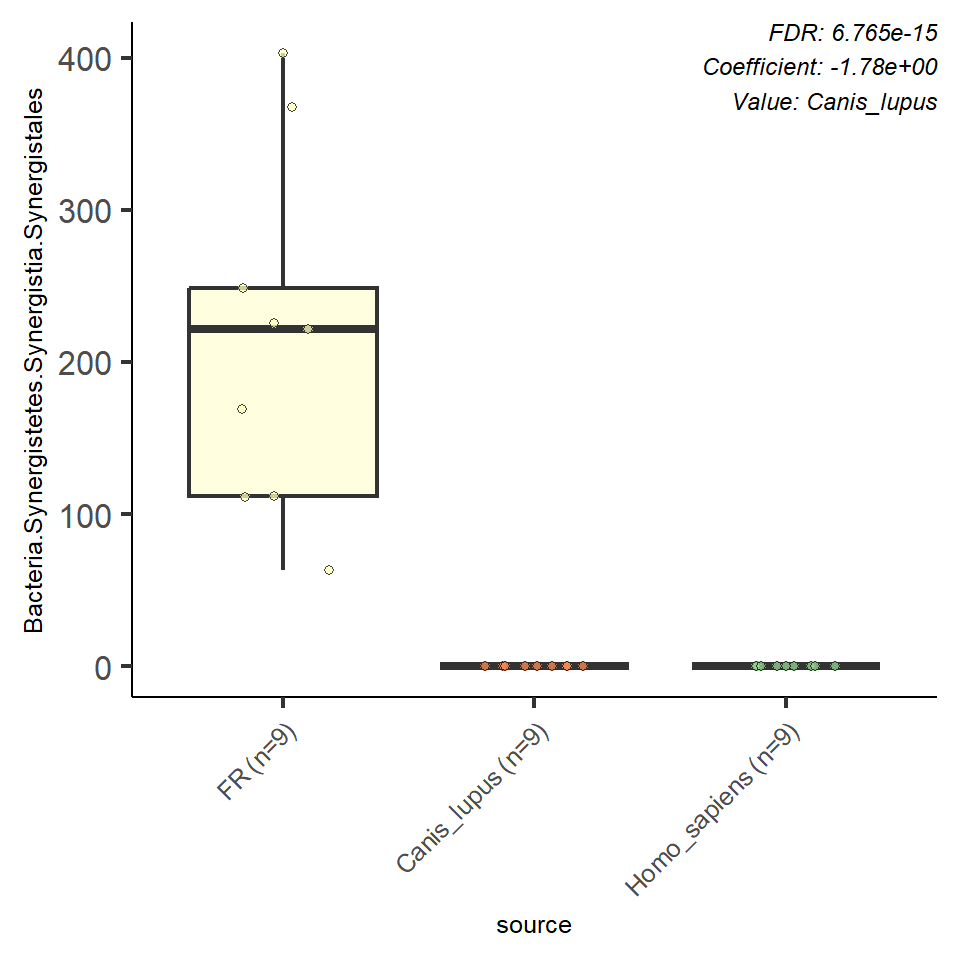 FDR: 6.765e-15
Coefficient: -1.78e+00
Value: Canis_lupus
Bacteria.Synergistetes.Synergistia.Synergistales
400
300
200
100
0
FR (n=9)
Canis_lupus (n=9)
Homo_sapiens (n=9)
source